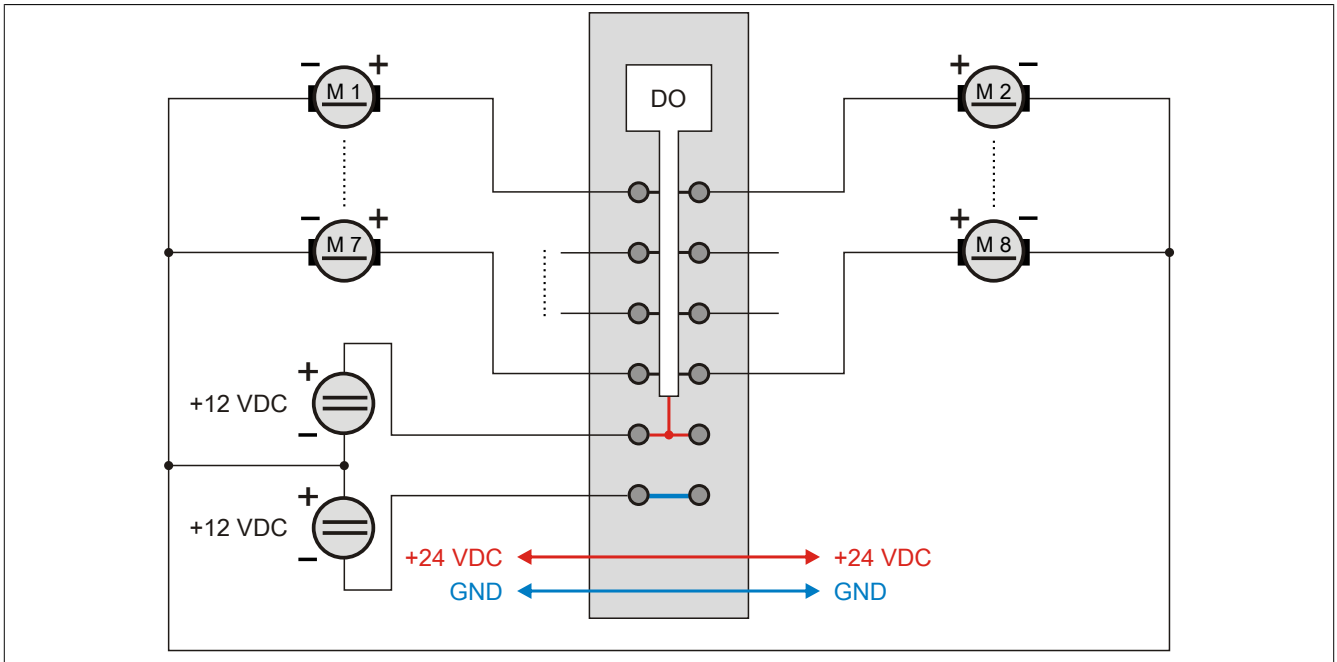 − + M 1
DO
+ − M 2
− + M 7
+ − M 8
+
+12 VDC
−
+
+12 VDC
−
+24 VDC +24 VDC
GND GND